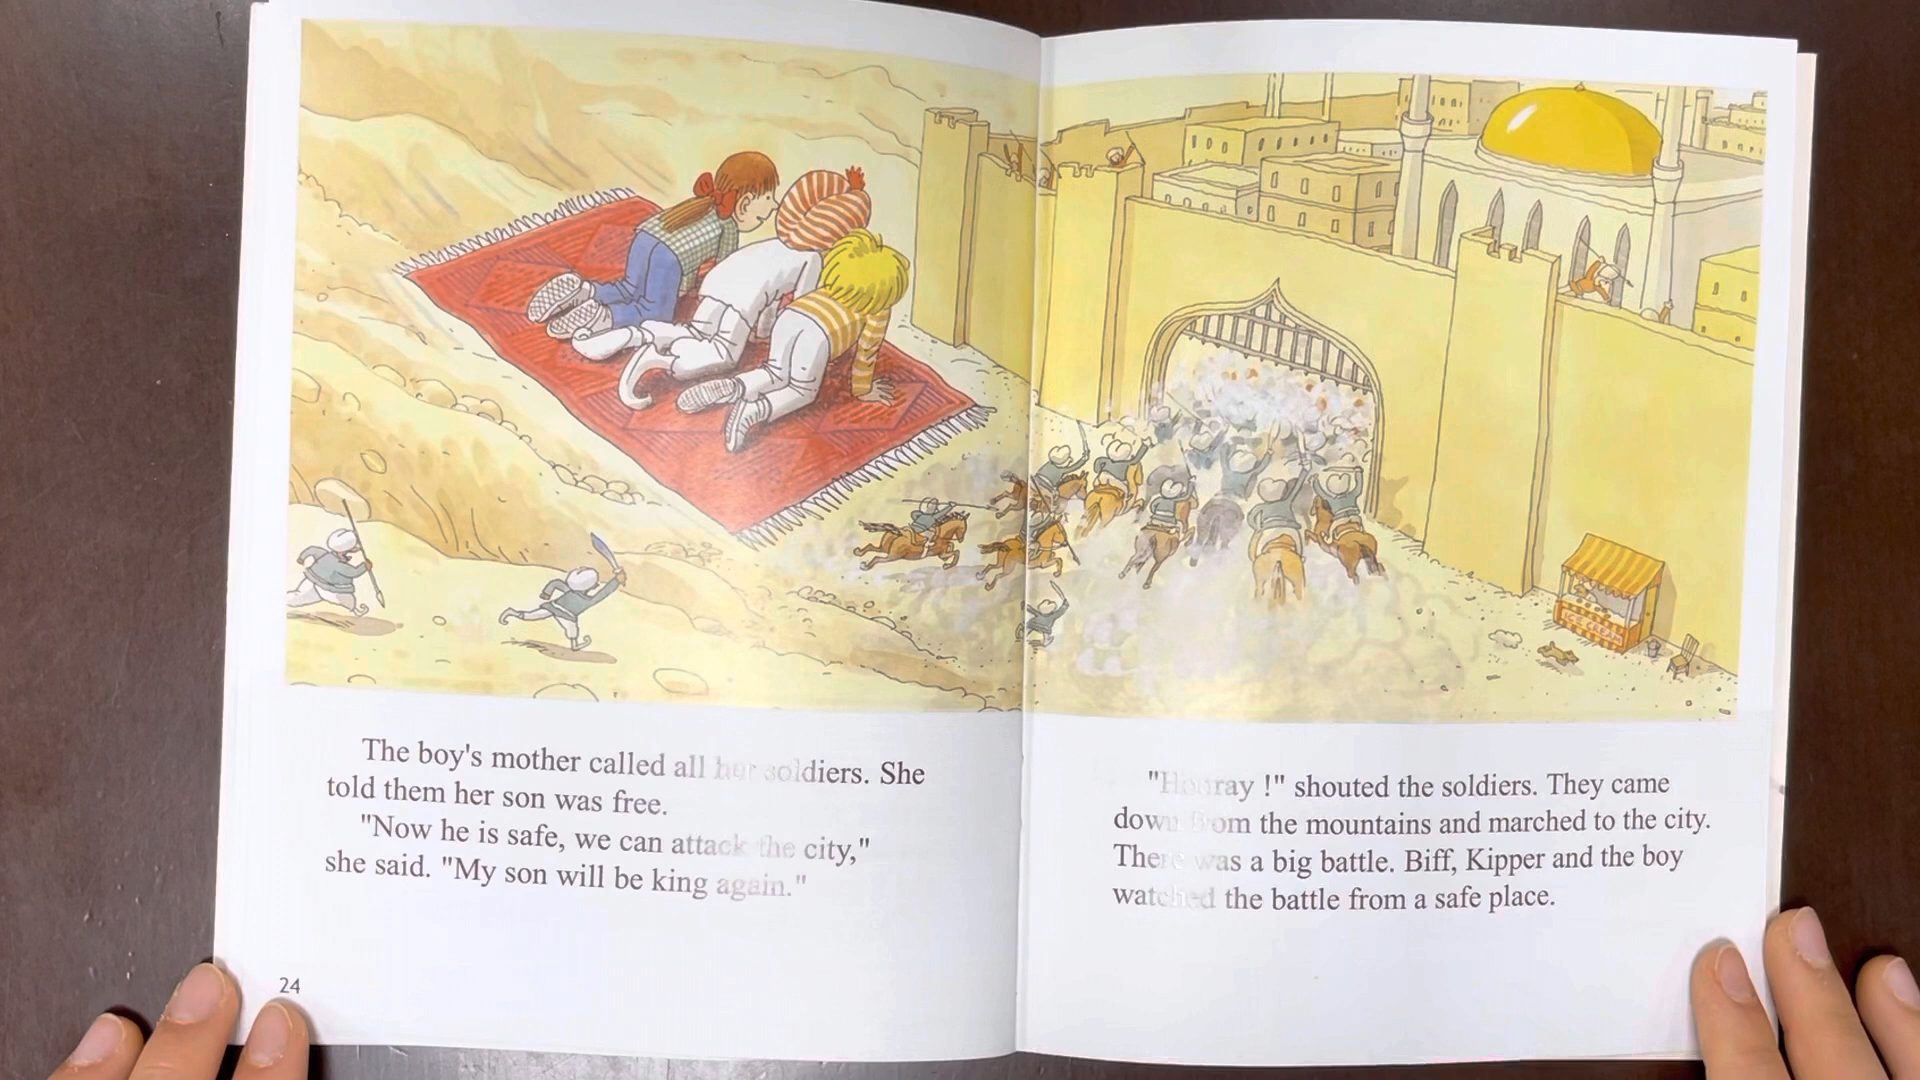 The boy's mother called all her soldiers. She
told them her son was free.
"Now he is safe, we can attack the city,"
she said. "My son will be king again."
24
ICE CREAM
"Hooray !" shouted the soldiers. They came
down from the mountains and marched to the city.
There was a big battle. Biff, Kipper and the boy
watched the battle from a safe place.